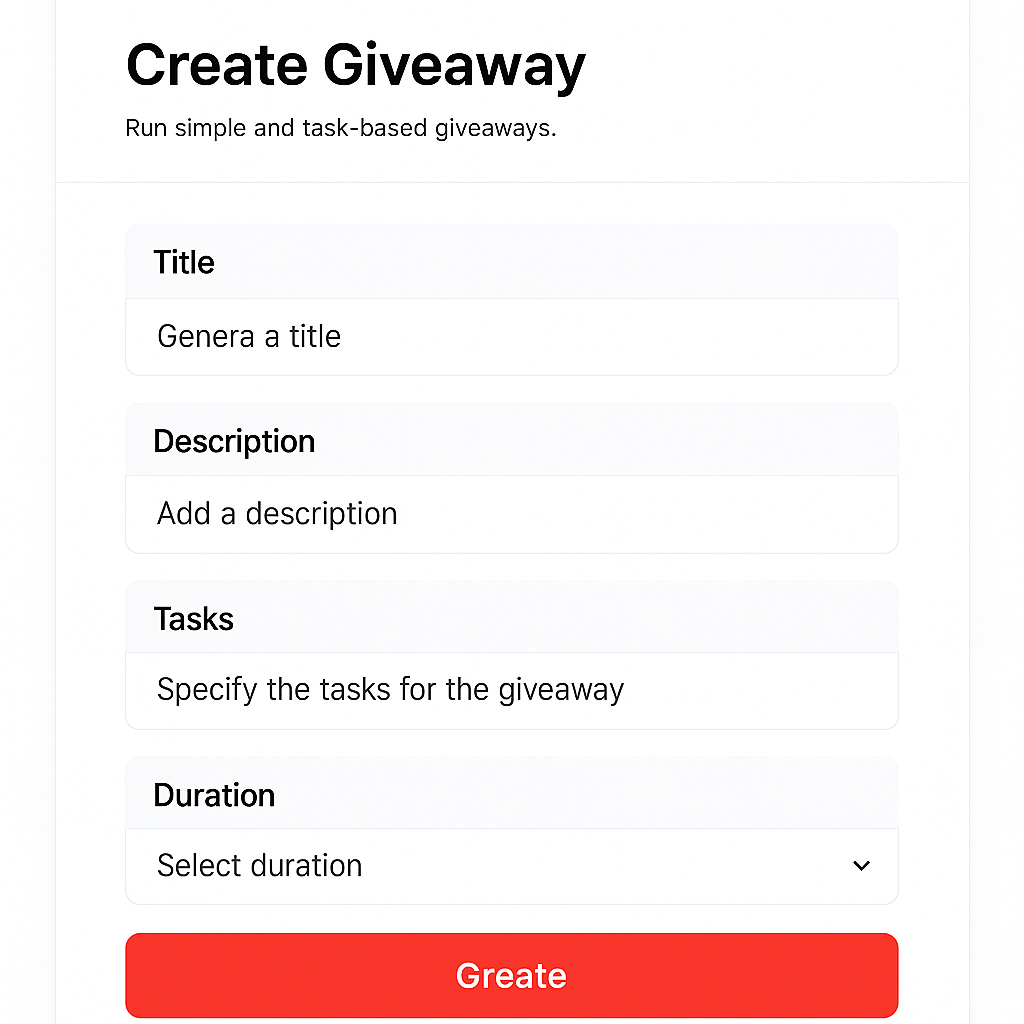 Create Giveaway
Run simple and task-based giveaways.
Title
Genera a title
Description
Add a description
Tasks
Specify the tasks for the giveaway
Duration
Select duration
Greate